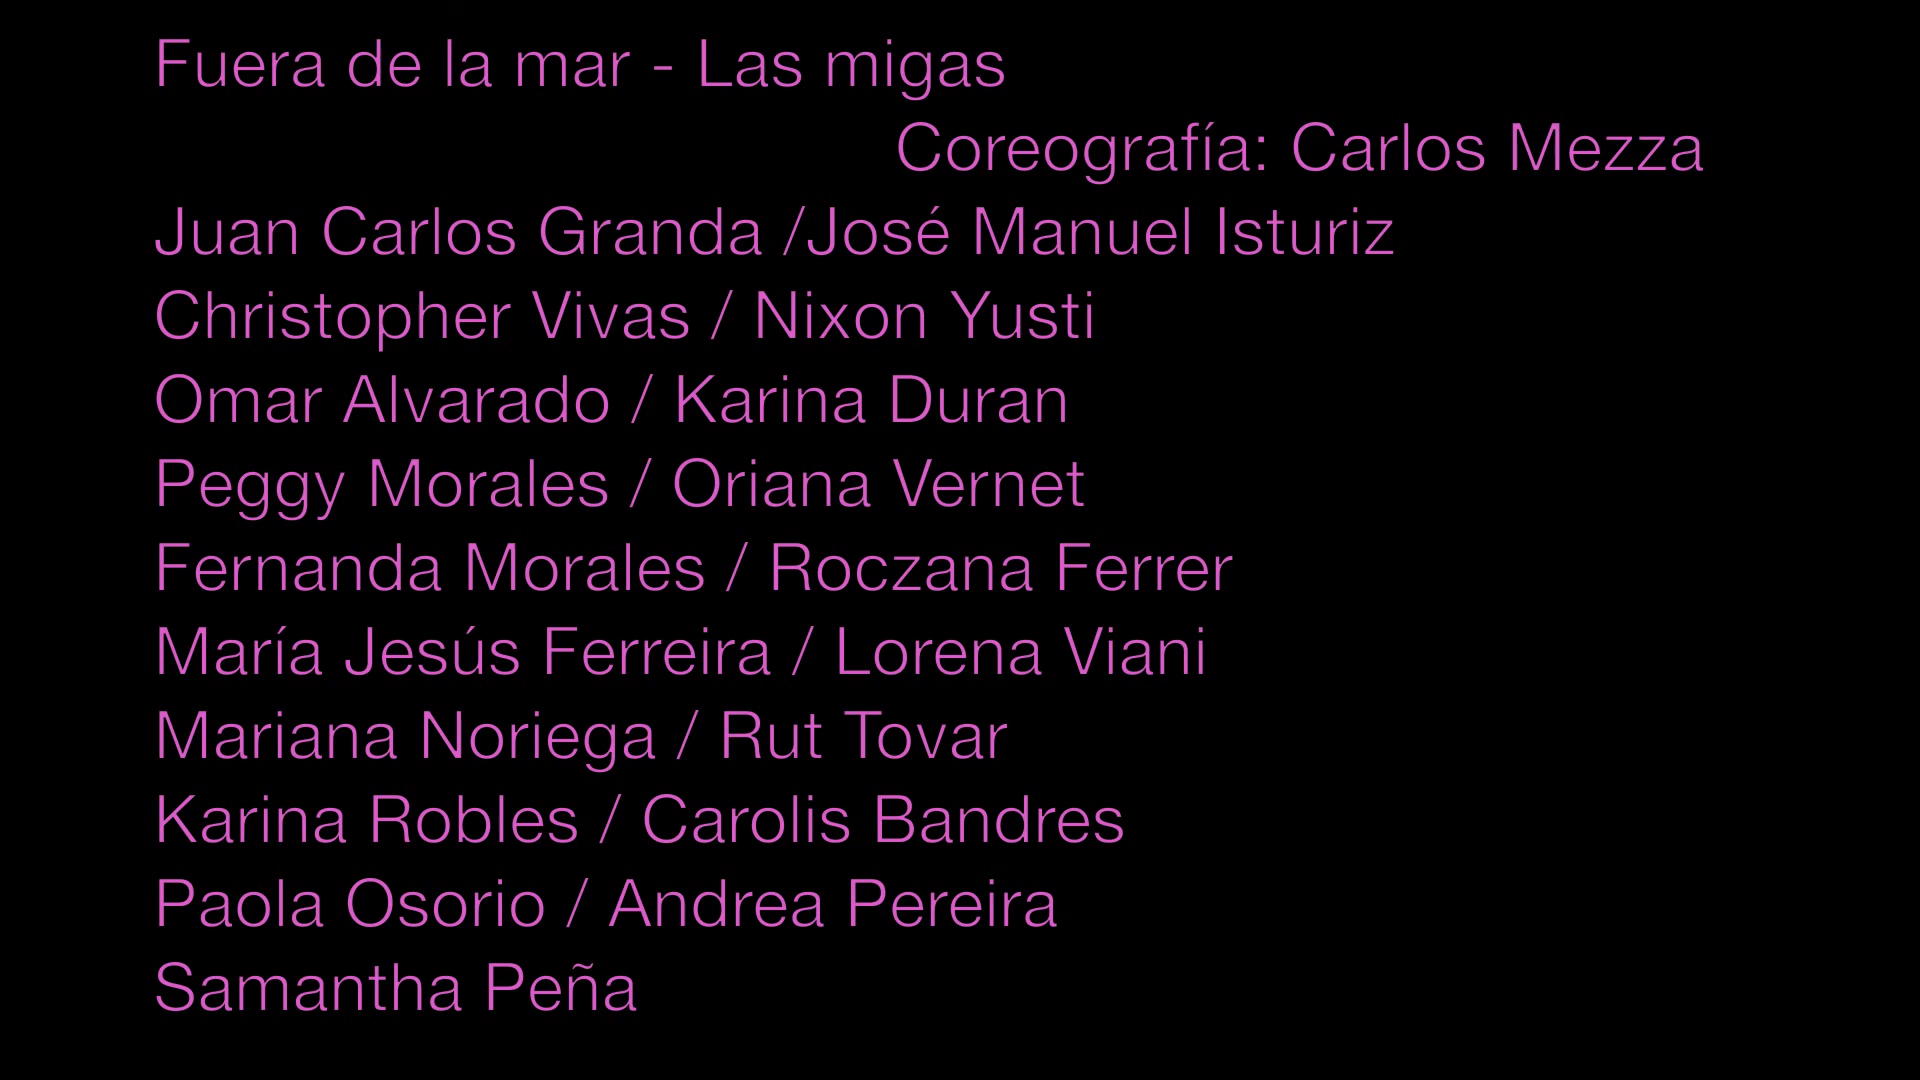 Fuera de la mar - Las migas
Coreografía: Carlos Mezza
Juan Carlos Granda /José Manuel Isturiz
Christopher Vivas / Nixon Yusti
Omar Alvarado / Karina Duran
Peggy Morales / Oriana Vernet
Fernanda Morales / Roczana Ferrer
María Jesús Ferreira / Lorena Viani
Mariana Noriega / Rut Tovar
Karina Robles / Carolis Bandres
Paola Osorio / Andrea Pereira
Samantha Peña